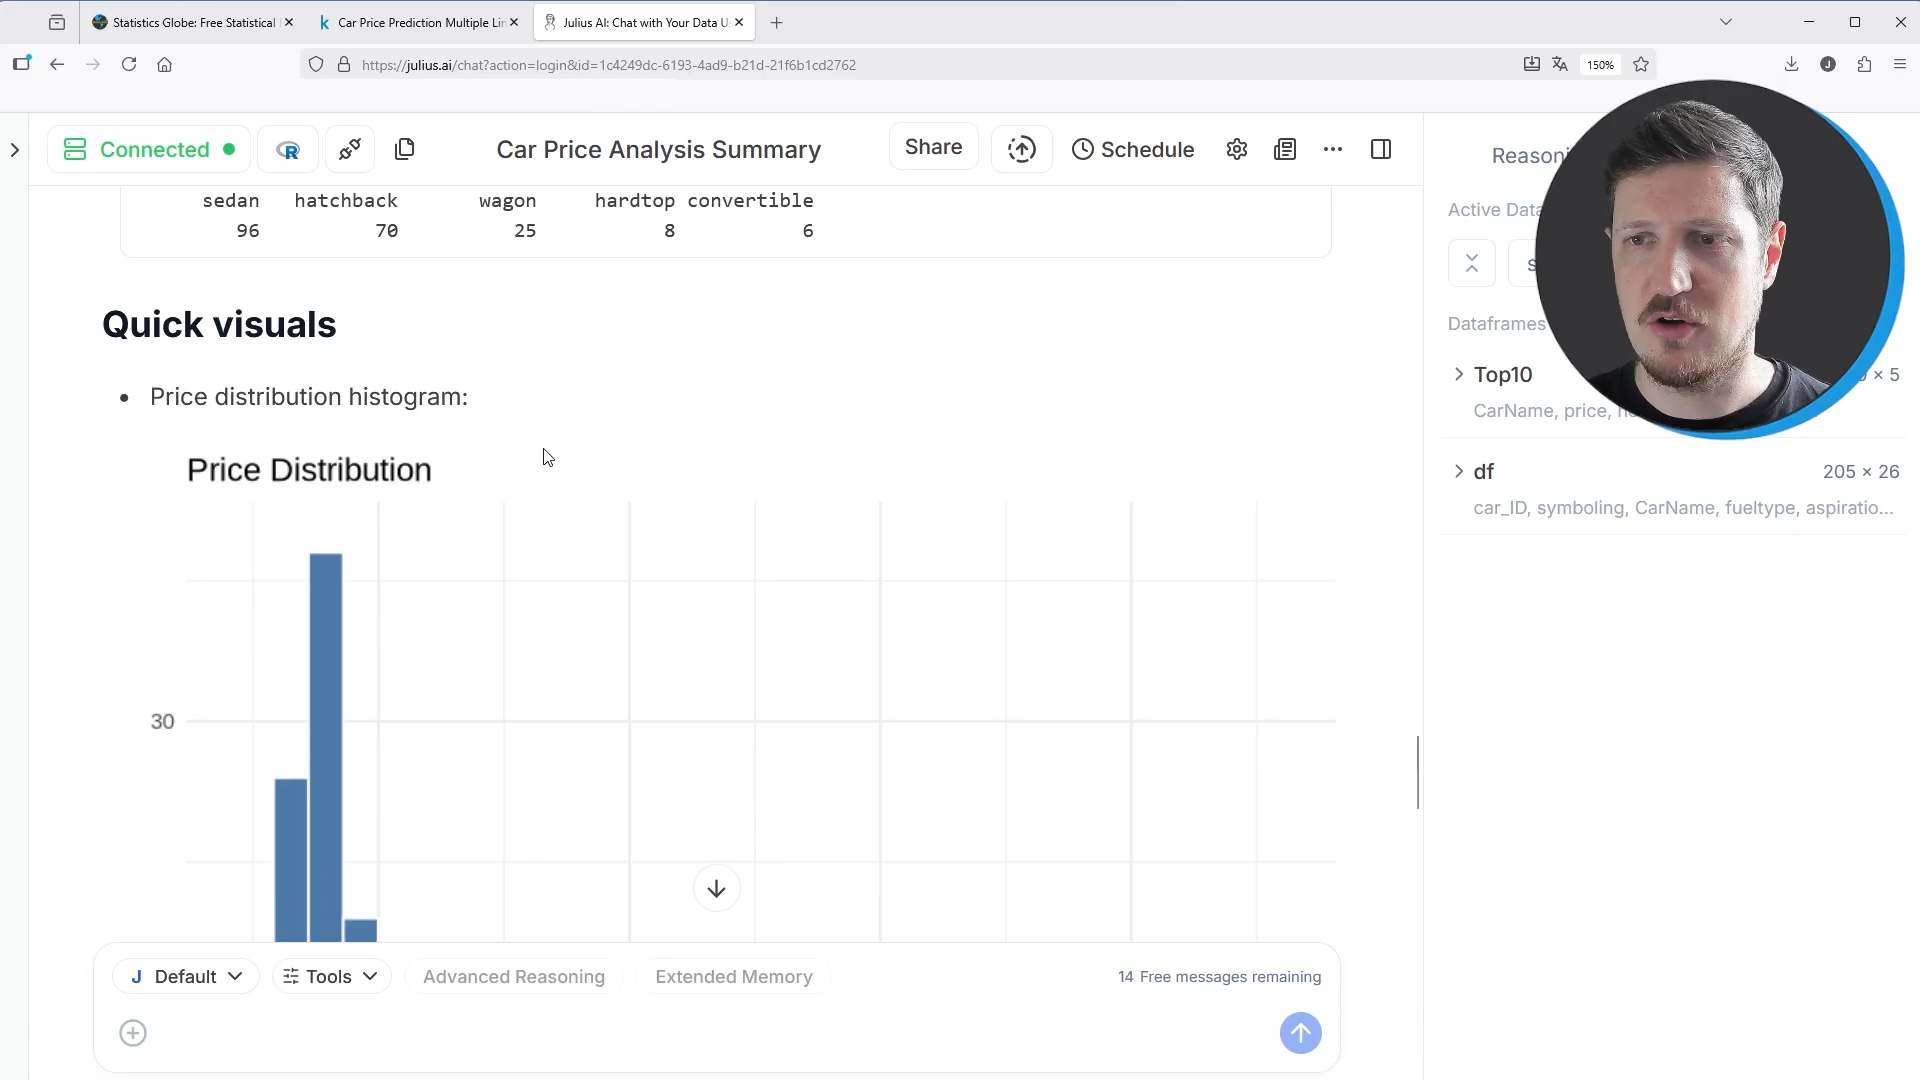 Statistics Globe: Free Statistical
Car Price Prediction Multiple Lin
Julius AI: Chat with Your Data U
https://julius.ai/chat?action=login&id=1c4249dc-6193-4ad9-b21d-21f6b1cd2762
150%
J
Connected
R
Car Price Analysis Summary
Share
Schedule
Reasoni
Active Data
sedan hatchback wagon hardtop convertible
96 70 25 8 6
Dataframes
Top10
× 5
CarName, price,
df 205 × 26
car_ID, symboling, CarName, fueltype, aspiratio...
Quick visuals
Price distribution histogram:
Price Distribution
30
J Default
Tools
Advanced Reasoning
Extended Memory
14 Free messages remaining